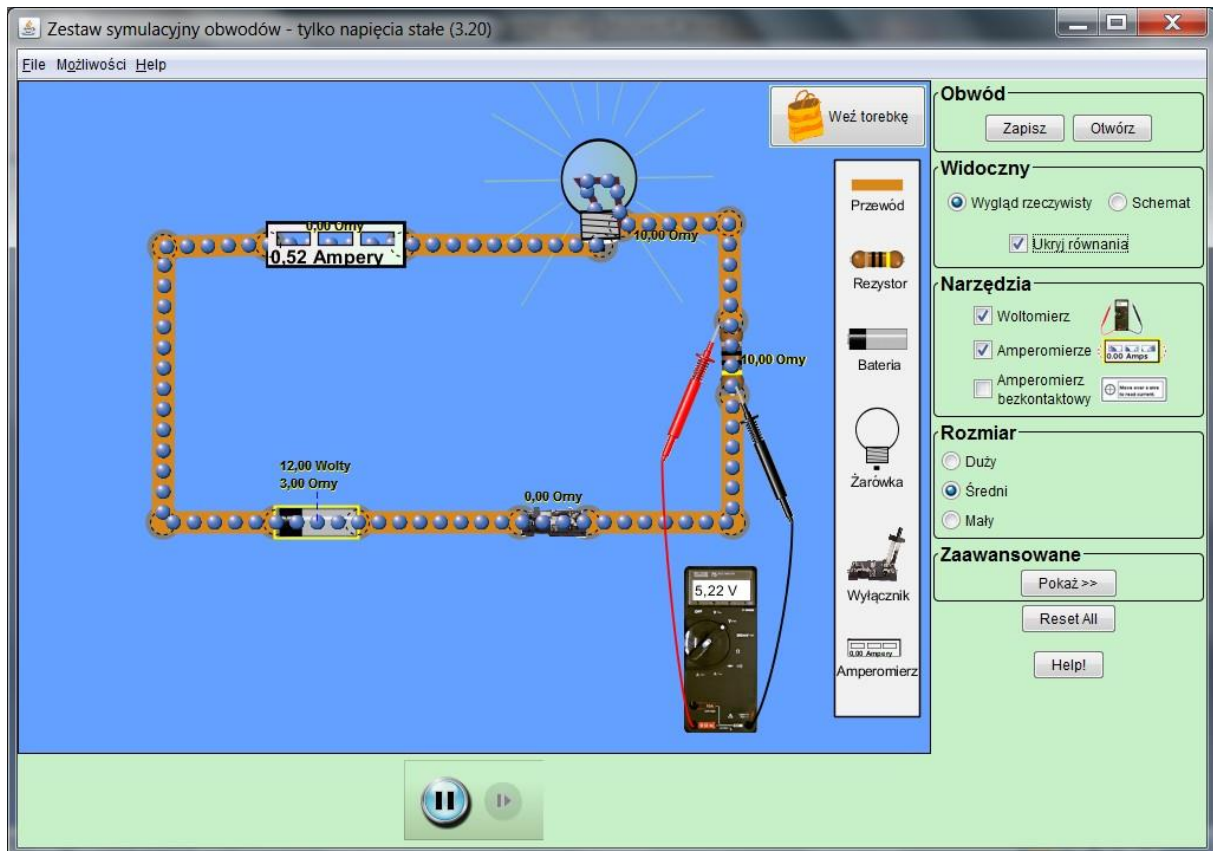 Zestaw symulacyjny obwodów - tylko napięcia stałe (3.20)
File Możliwości Help
Weź torebkę
0,00 Omy
0,52 Ampery
10,00 Omy
10,00 Omy
12,00 Wolty
3,00 Omy
0,00 Omy
5,22 V
Przewód
Rezystor
Bateria
Żarówka
Wyłącznik
0,00 Ampery
Amperomierz
Obwód
Zapisz
Otwórz
Widoczny
Wygląd rzeczywisty
Schemat
Ukryj równania
Narzędzia
Woltomierz
Amperomierze
0.00 Amps
Amperomierz
bezkontaktowy
Rozmiar
Duży
Średni
Mały
Zaawansowane
Pokaż >>
Reset All
Help!